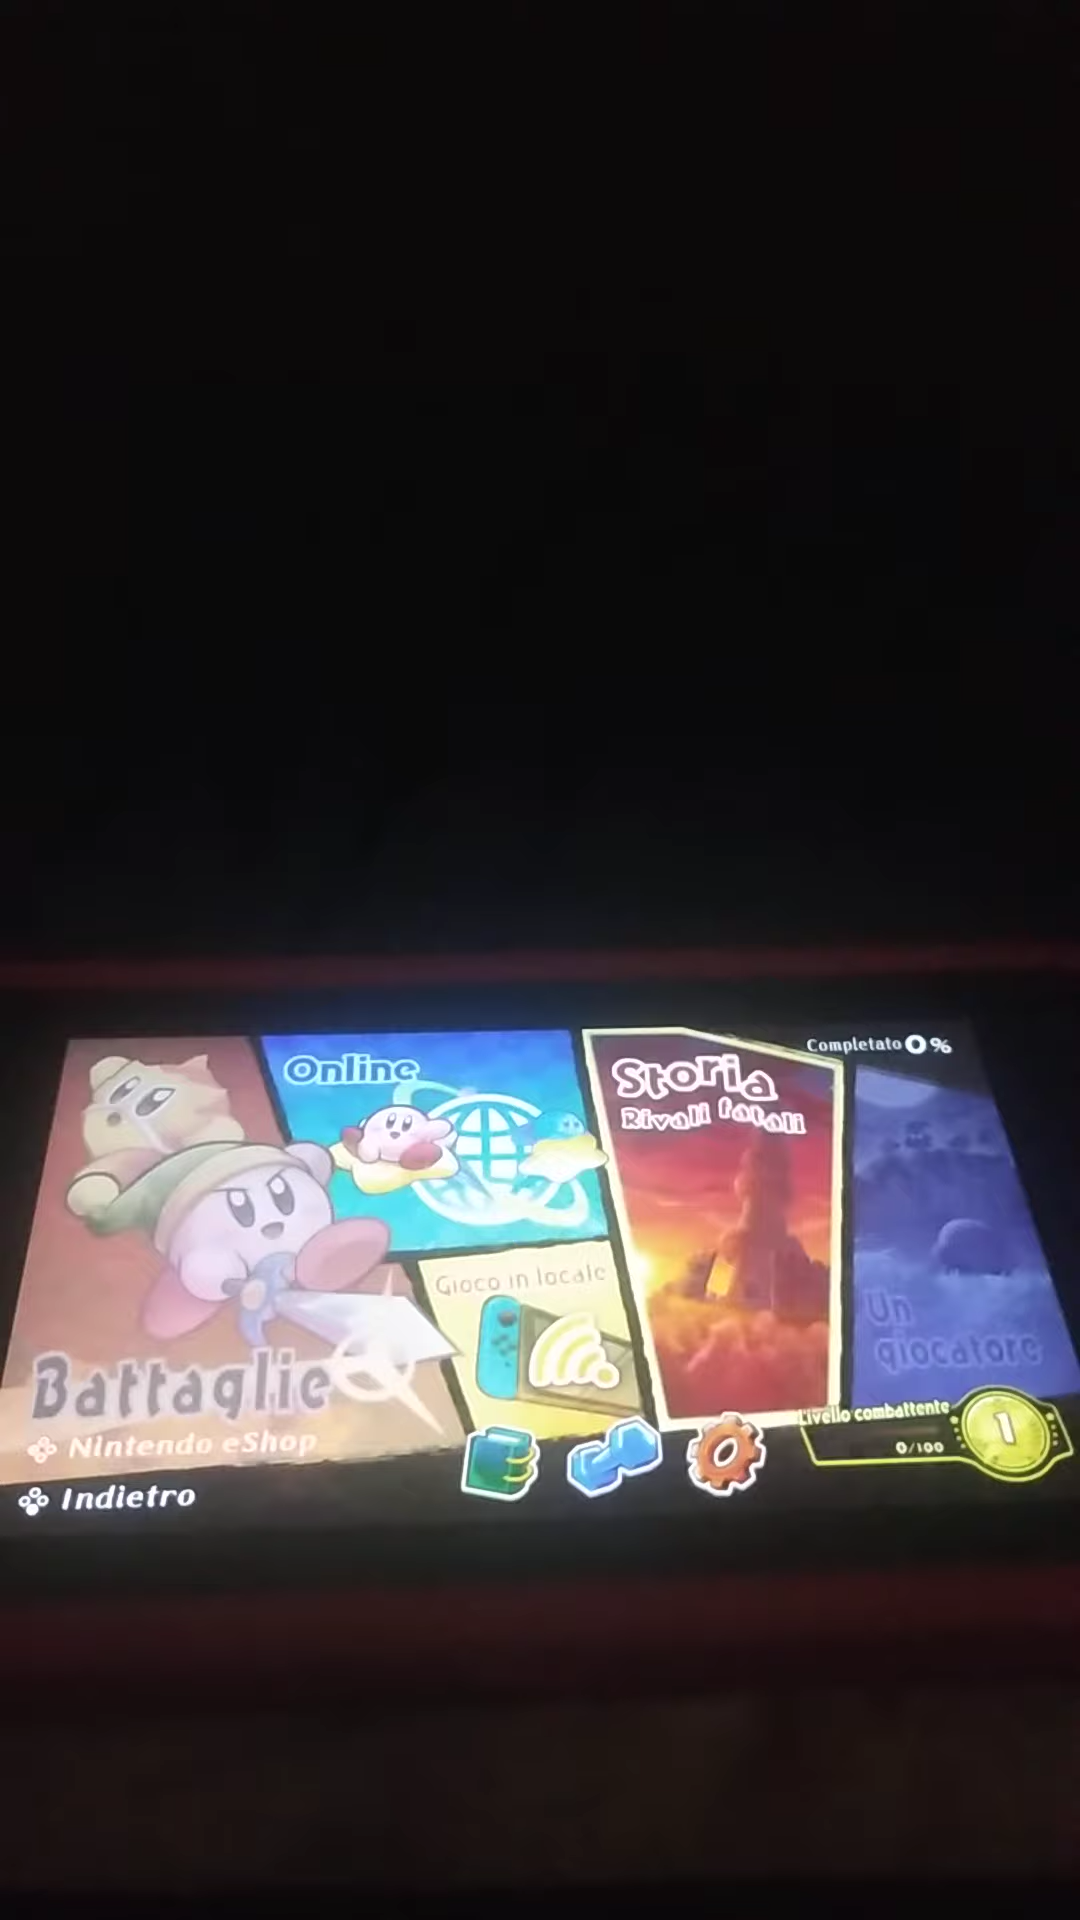 Completato 0%
Online
Storia
Rivali fatali
Gioco in locale
Un
giocatore
Battaglie
Livello combattente
1
0/100
Nintendo eShop
Indietro